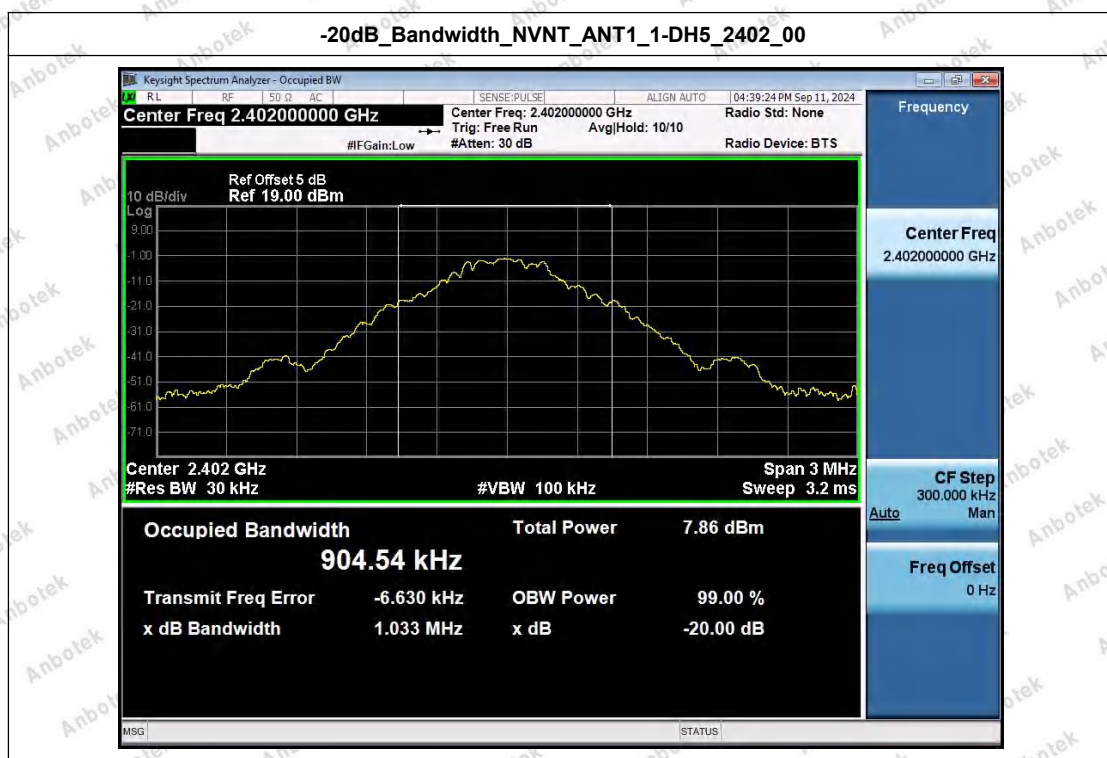 -20dB_Bandwidth_NVNT_ANT1_1-DH5_2402_00
Keysight Spectrum Analyzer - Occupied BW
LXI RL RF 50 Ω AC SENSE:PULSE ALIGN AUTO 04:39:24 PM Sep 11, 2024
Center Freq 2.402000000 GHz
Center Freq: 2.402000000 GHz
Radio Std: None
Trig: Free Run Avg|Hold: 10/10
#IFGain:Low
#Atten: 30 dB
Radio Device: BTS
Ref Offset 5 dB
10 dB/div Ref 19.00 dBm
Log
9.00
-1.00
-11.0
-21.0
-31.0
-41.0
-51.0
-61.0
-71.0
Center 2.402 GHz Span 3 MHz
#Res BW 30 kHz #VBW 100 kHz Sweep 3.2 ms
Occupied Bandwidth Total Power 7.86 dBm
904.54 kHz
Transmit Freq Error -6.630 kHz OBW Power 99.00 %
x dB Bandwidth 1.033 MHz x dB -20.00 dB
MSG STATUS
Frequency
Center Freq
2.402000000 GHz
CF Step
300.000 kHz
Auto Man
Freq Offset
0 Hz
Anbotek